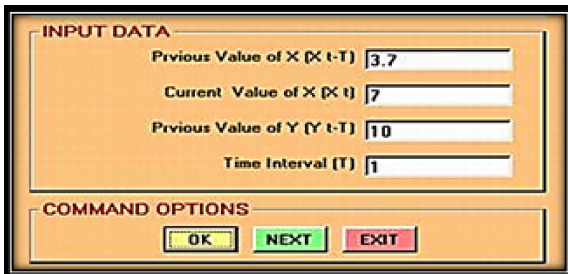 INPUT DATA
Prvious Value of X (X t-T) 3.7
Current Value of X (X t) 7
Prvious Value of Y (Y t-T) 10
Time Interval (T) 1
COMMAND OPTIONS
OK NEXT EXIT